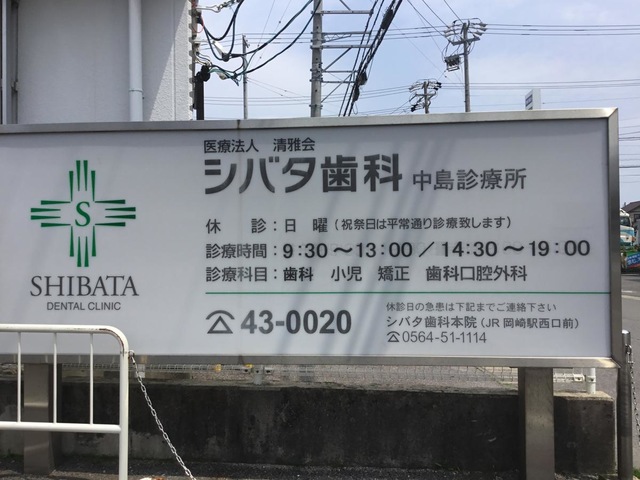 医療法人 清雅会
シバタ歯科 中島診療所
S
SHIBATA
DENTAL CLINIC
休 診：日 曜（祝祭日は平常通り診療致します）
診療時間：9:30～13:00／14:30～19:00
診療科目：歯科 小児 矯正 歯科口腔外科
☎43-0020
休診日の急患は下記までご連絡下さい
シバタ歯科本院（JR岡崎駅西口前）
☎0564-51-1114